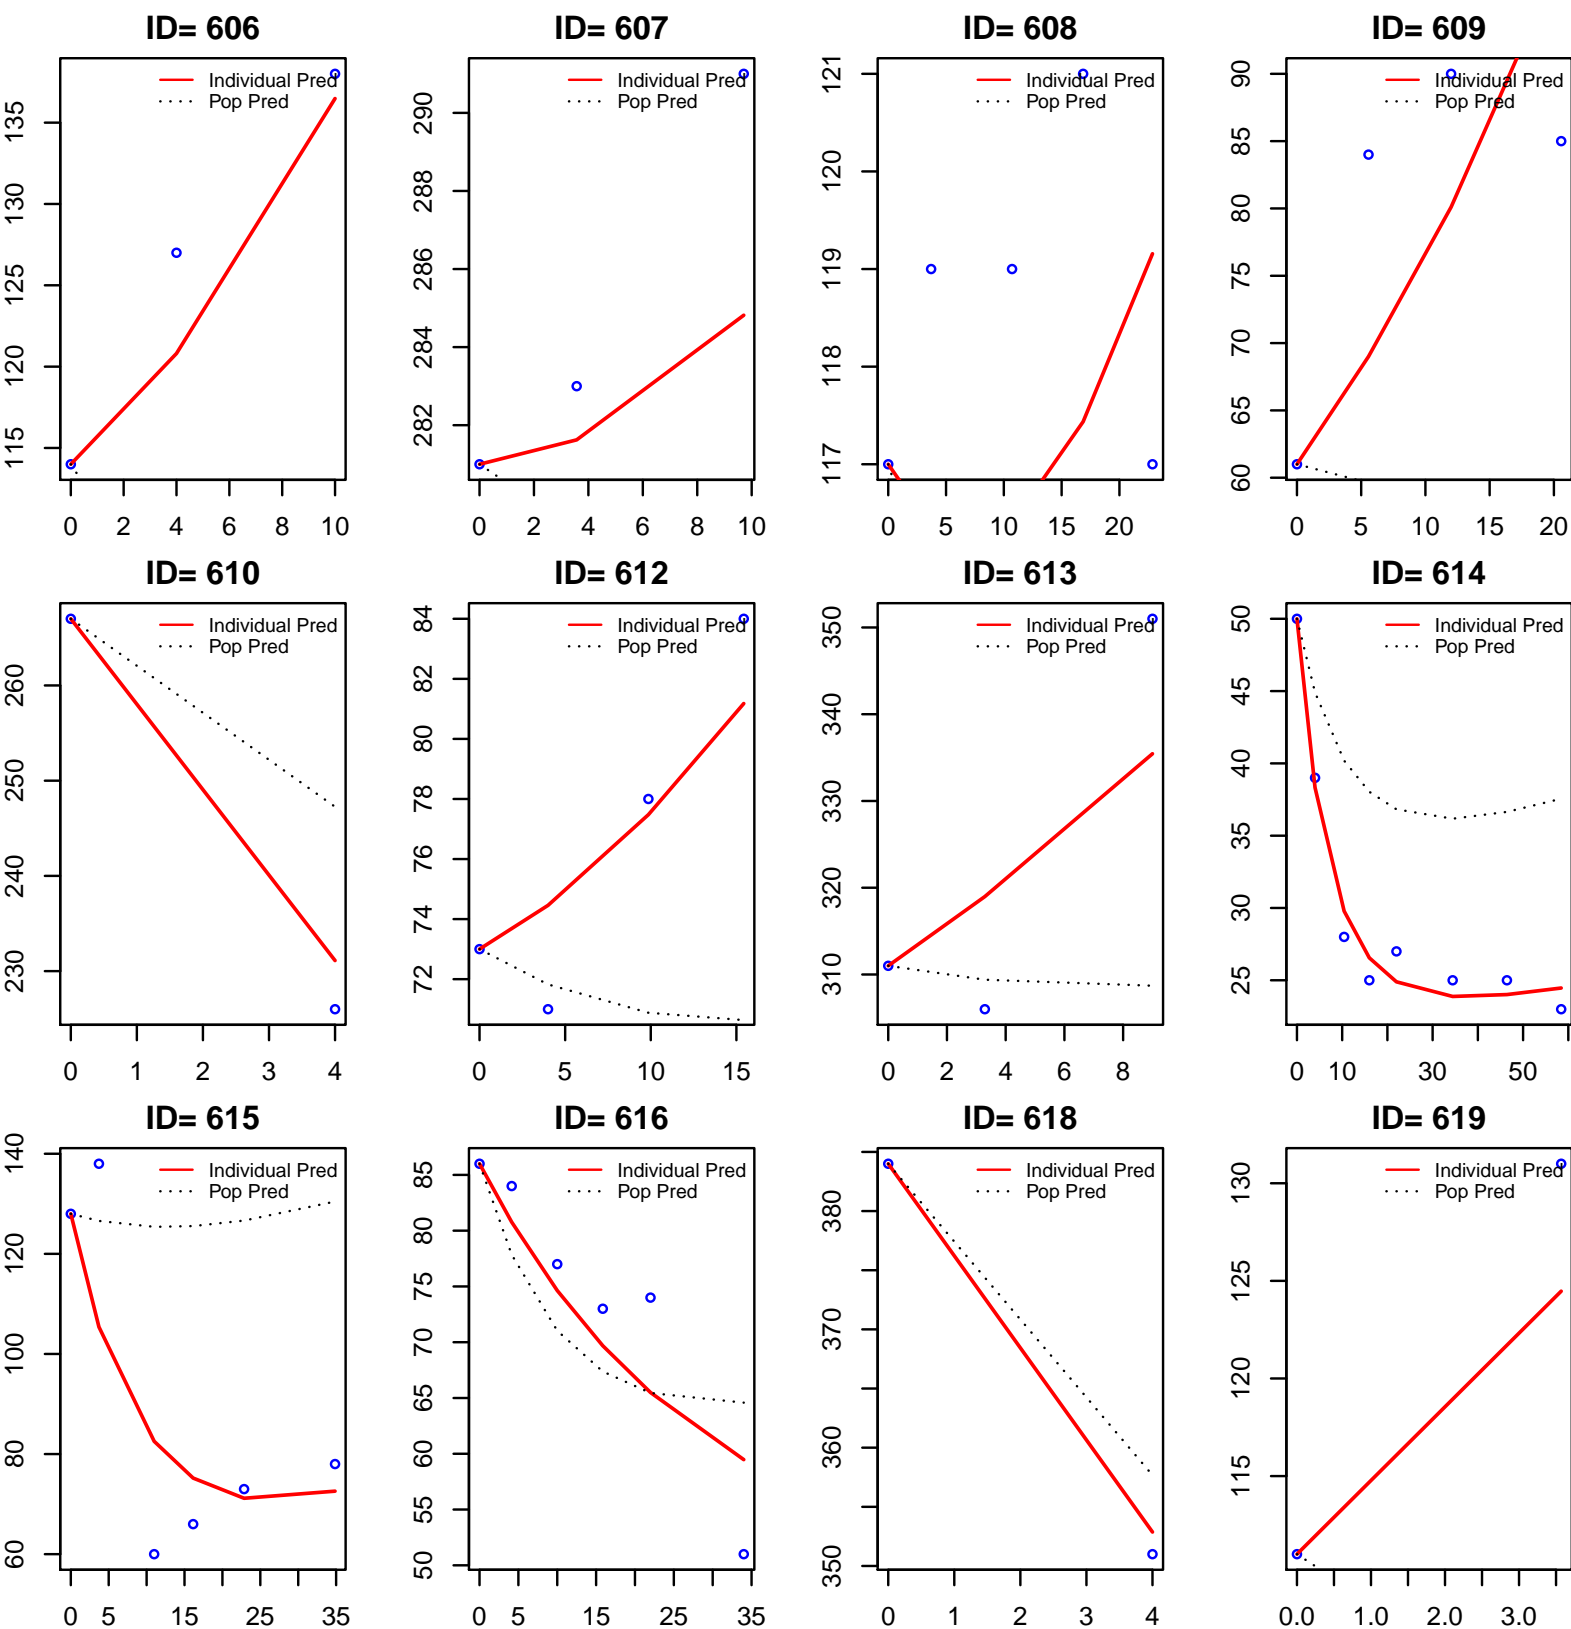 ID= 606
Individual Pred
Pop Pred
115 120 125 130 135
0 2 4 6 8 10
ID= 607
Individual Pred
Pop Pred
282 284 286 288 290
0 2 4 6 8 10
ID= 608
Individual Pred
Pop Pred
117 118 119 120 121
0 5 10 15 20
ID= 609
Individual Pred
Pop Pred
60 65 70 75 80 85 90
0 5 10 15 20
ID= 610
Individual Pred
Pop Pred
230 240 250 260
0 1 2 3 4
ID= 612
Individual Pred
Pop Pred
72 74 76 78 80 82 84
0 5 10 15
ID= 613
Individual Pred
Pop Pred
310 320 330 340 350
0 2 4 6 8
ID= 614
Individual Pred
Pop Pred
25 30 35 40 45 50
0 10 30 50
ID= 615
Individual Pred
Pop Pred
60 80 100 120 140
0 5 15 25 35
ID= 616
Individual Pred
Pop Pred
50 55 60 65 70 75 80 85
0 5 15 25 35
ID= 618
Individual Pred
Pop Pred
350 360 370 380
0 1 2 3 4
ID= 619
Individual Pred
Pop Pred
115 120 125 130
0.0 1.0 2.0 3.0